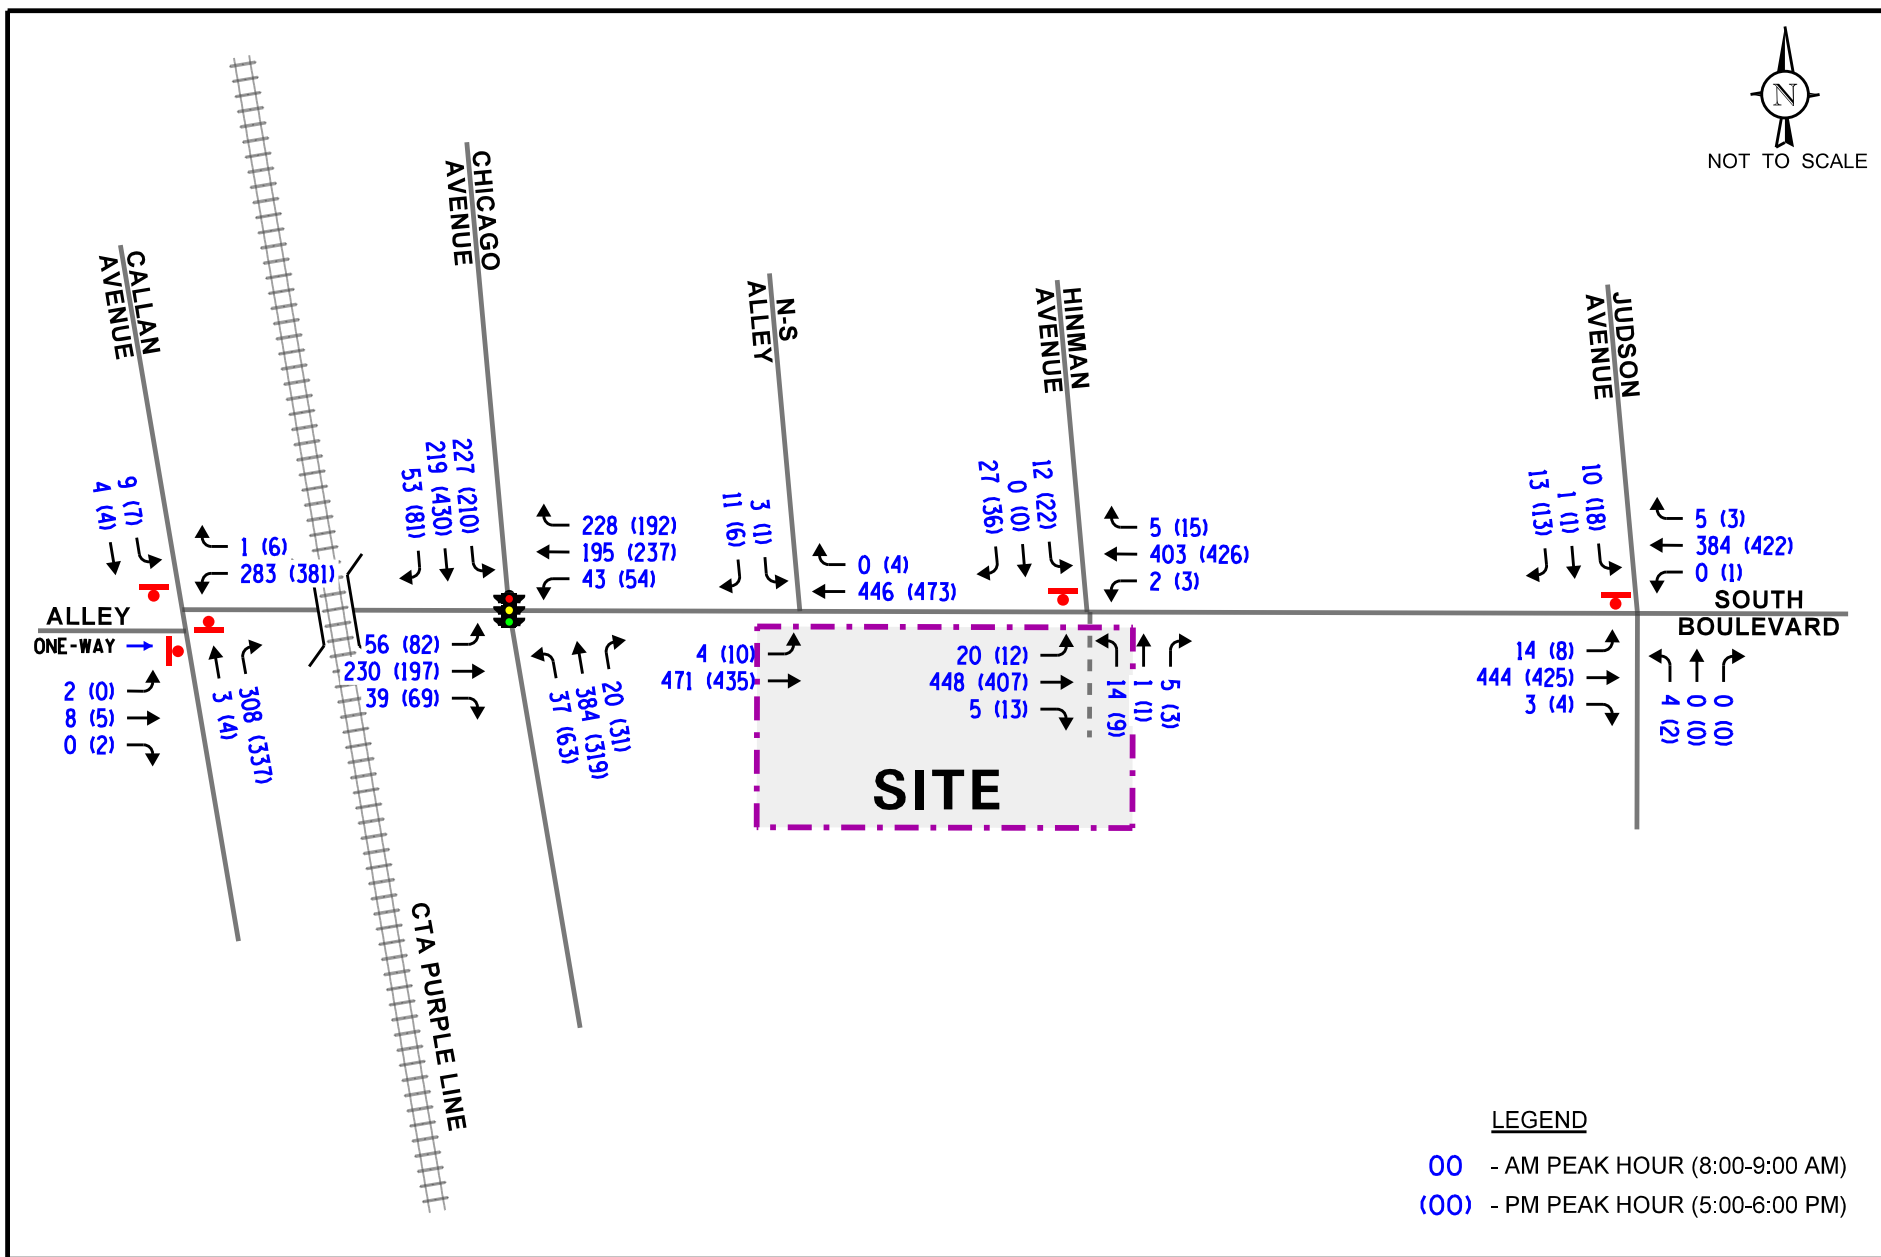 N
NOT TO SCALE
CHICAGO
AVENUE
CALLAN
AVENUE
N-S
ALLEY
HINMAN
AVENUE
JUDSON
AVENUE
9 (7)
4 (4)
1 (6)
283 (381)
227 (210)
219 (430)
53 (81)
228 (192)
195 (237)
43 (54)
3 (1)
11 (6)
0 (4)
446 (473)
12 (22)
0 (0)
27 (36)
5 (15)
403 (426)
2 (3)
10 (18)
1 (1)
13 (13)
5 (3)
384 (422)
0 (1)
SOUTH
BOULEVARD
ALLEY
ONE-WAY
2 (0)
8 (5)
0 (2)
3 (4)
308 (337)
56 (82)
230 (197)
39 (69)
37 (63)
384 (319)
20 (31)
4 (10)
471 (435)
20 (12)
448 (407)
5 (13)
14 (9)
1 (1)
5 (3)
14 (8)
444 (425)
3 (4)
4 (2)
0 (0)
0 (0)
SITE
CTA PURPLE LINE
LEGEND
00 - AM PEAK HOUR (8:00-9:00 AM)
(00) - PM PEAK HOUR (5:00-6:00 PM)